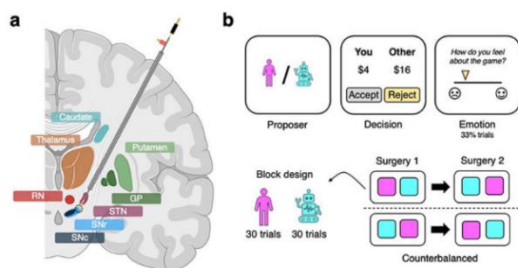 a
Caudate
Thalamus
Putamen
RN
GP
STN
SNr
SNc
b
You Other
$4 $16
Accept Reject
How do you feel
about the game?
Proposer
Decision
Emotion
33% trials
Block design
30 trials 30 trials
Surgery 1 Surgery 2
Counterbalanced